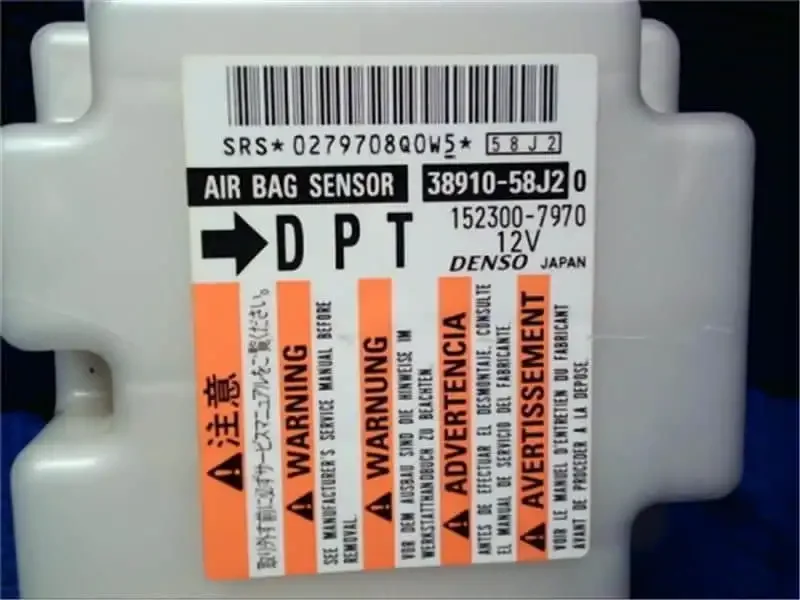 SRS*0279708Q0W5* 58J2
AIR BAG SENSOR 38910-58J20
DPT 152300-7970
12V
DENSO JAPAN
注意
取り外す前に必ずサービスマニュアルをご覧ください。
WARNING
SEE MANUFACTURER'S SERVICE MANUAL BEFORE
REMOVAL.
WARNUNG
VOR DEM AUSBAU SIND DIE HINWEISE IM
WERKSTATTHANDBUCH ZU BEACHTEN.
ADVERTENCIA
ANTES DE EFECTUAR EL DESMONTAJE, CONSULTE
EL MANUAL DE SERVICIO DEL FABRICANTE.
AVERTISSEMENT
VOIR LE MANUEL D'ENTRETIEN DU FABRICANT
AVANT DE PROCEDER A LA DEPOSE.